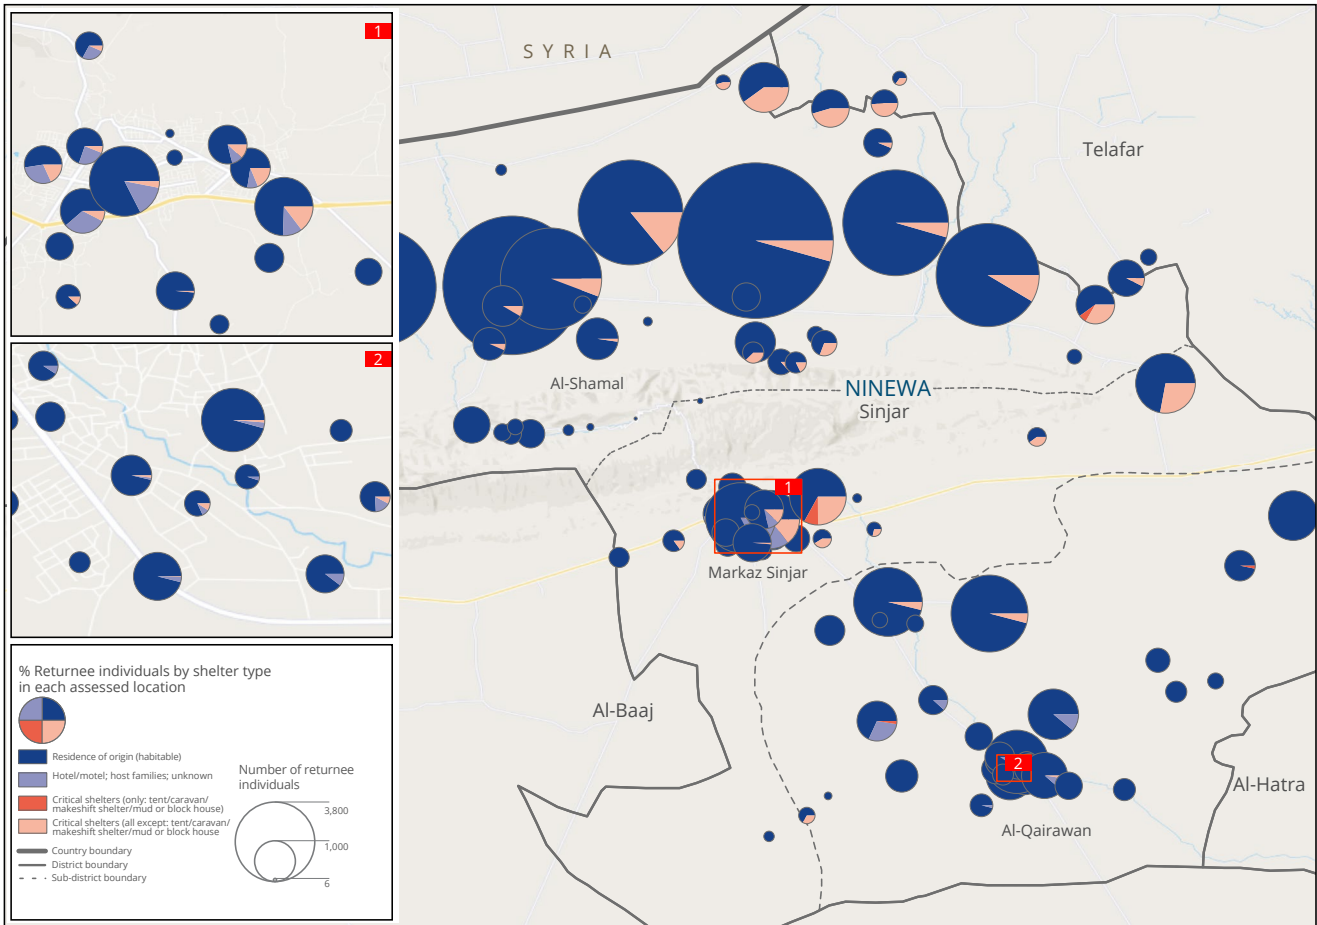 1
SYRIA
Telafar
Al-Shamal
NINEWA
Sinjar
1
Markaz Sinjar
Al-Baaj
2
Al-Qairawan
Al-Hatra
2
% Returnee individuals by shelter type
in each assessed location
Residence of origin (habitable)
Hotel/motel; host families; unknown
Critical shelters (only: tent/caravan/
makeshift shelter/mud or block house)
Critical shelters (all except: tent/caravan/
makeshift shelter/mud or block house
Country boundary
District boundary
Sub-district boundary
Number of returnee
individuals
3,800
1,000
6